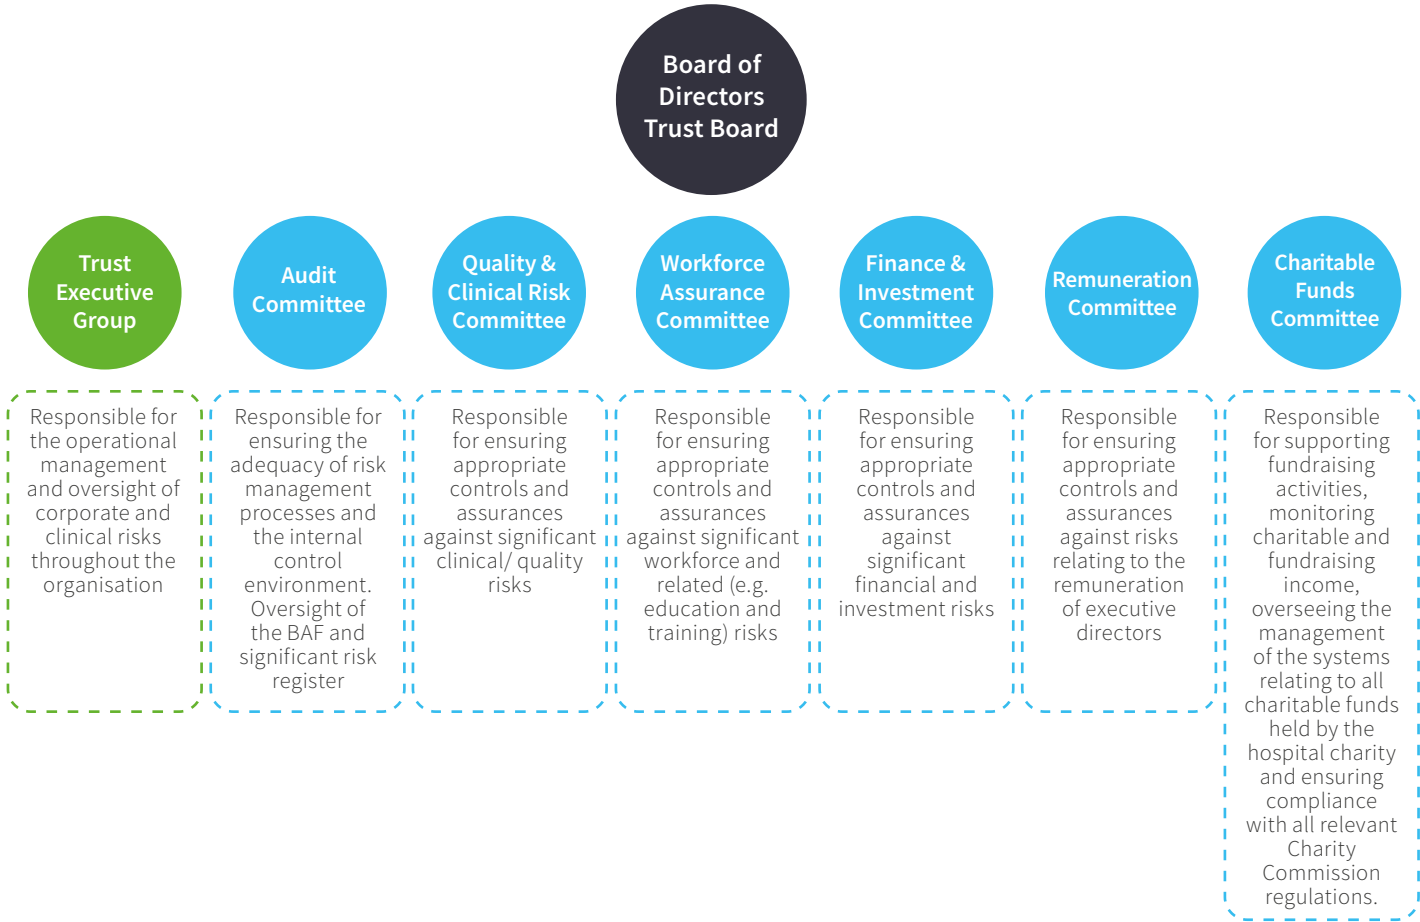 Board of
Directors
Trust Board
Trust
Executive
Group
Audit
Committee
Quality &
Clinical Risk
Committee
Workforce
Assurance
Committee
Finance &
Investment
Committee
Remuneration
Committee
Charitable
Funds
Committee
Responsible for
the operational
management
and oversight of
corporate and
clinical risks
throughout the
organisation
Responsible for
ensuring the
adequacy of risk
management
processes and
the internal
control
environment.
Oversight of
the BAF and
significant risk
register
Responsible
for ensuring
appropriate
controls and
assurances
against significant
clinical/ quality
risks
Responsible
for ensuring
appropriate
controls and
assurances
against significant
workforce and
related (e.g.
education and
training) risks
Responsible
for ensuring
appropriate
controls and
assurances
against
significant
financial and
investment risks
Responsible
for ensuring
appropriate
controls and
assurances
against risks
relating to the
remuneration
of executive
directors
Responsible
for supporting
fundraising
activities,
monitoring
charitable and
fundraising
income,
overseeing the
management
of the systems
relating to all
charitable funds
held by the
hospital charity
and ensuring
compliance
with all relevant
Charity
Commission
regulations.